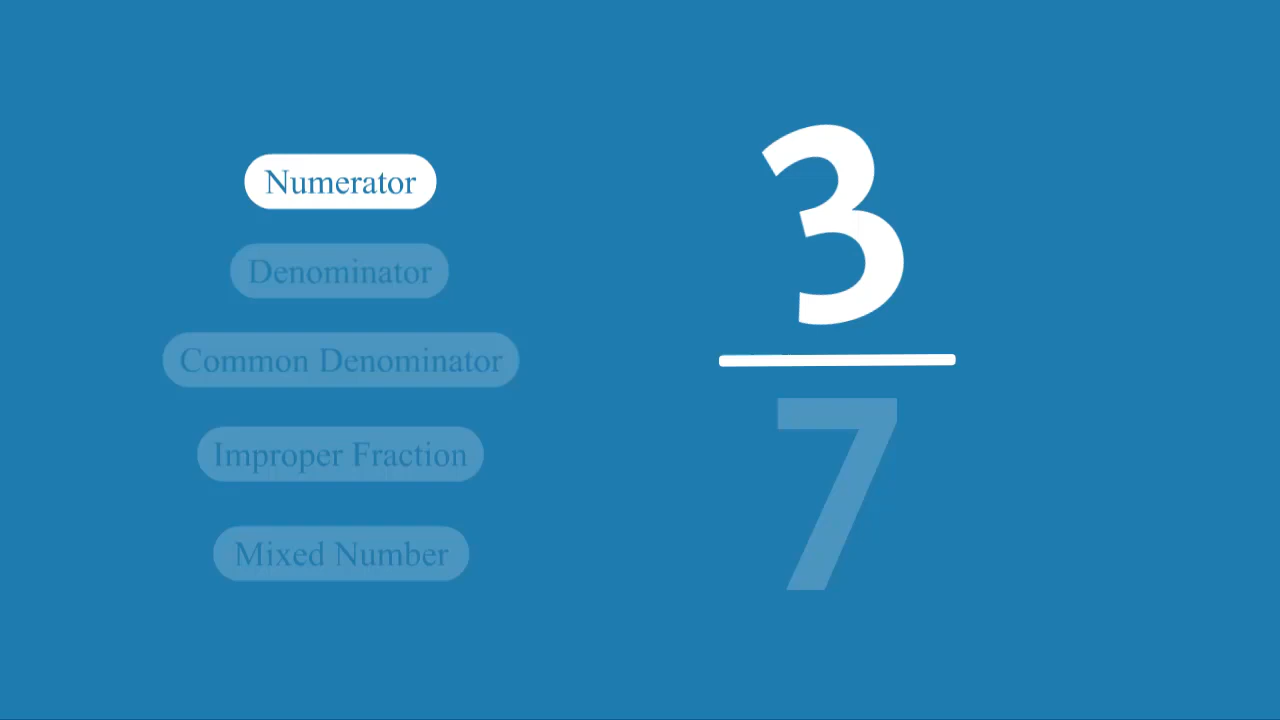 Numerator
Denominator
Common Denominator
Improper Fraction
Mixed Number
3
7